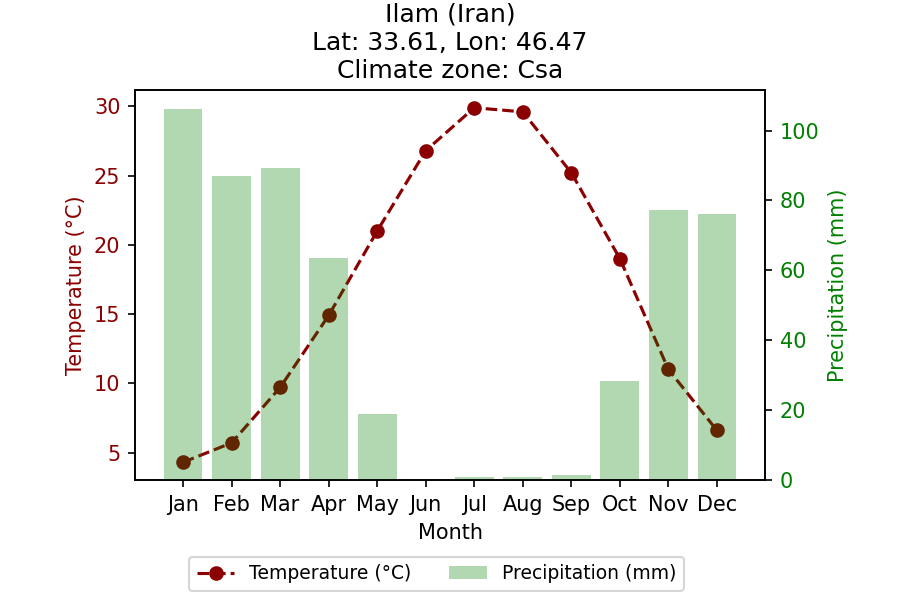 Ilam (Iran)
Lat: 33.61, Lon: 46.47
Climate zone: Csa
Temperature (°C)
30
25
20
15
10
5
Precipitation (mm)
100
80
60
40
20
0
Jan Feb Mar Apr May Jun Jul Aug Sep Oct Nov Dec
Month
Temperature (°C) Precipitation (mm)